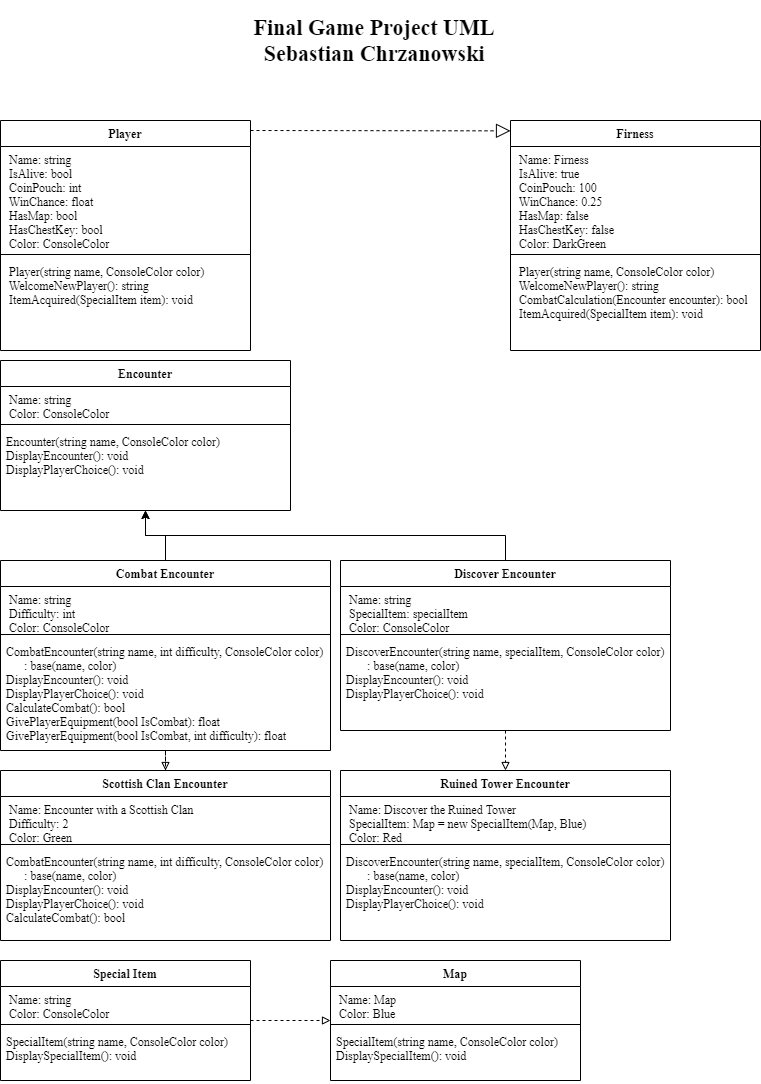 Final Game Project UML
Sebastian Chrzanowski
Player
Name: string
IsAlive: bool
CoinPouch: int
WinChance: float
HasMap: bool
HasChestKey: bool
Color: ConsoleColor
Player(string name, ConsoleColor color)
WelcomeNewPlayer(): string
ItemAcquired(SpecialItem item): void
Firness
Name: Firness
IsAlive: true
CoinPouch: 100
WinChance: 0.25
HasMap: false
HasChestKey: false
Color: DarkGreen
Player(string name, ConsoleColor color)
WelcomeNewPlayer(): string
CombatCalculation(Encounter encounter): bool
ItemAcquired(SpecialItem item): void
Encounter
Name: string
Color: ConsoleColor
Encounter(string name, ConsoleColor color)
DisplayEncounter(): void
DisplayPlayerChoice(): void
Combat Encounter
Name: string
Difficulty: int
Color: ConsoleColor
CombatEncounter(string name, int difficulty, ConsoleColor color)
: base(name, color)
DisplayEncounter(): void
DisplayPlayerChoice(): void
CalculateCombat(): bool
GivePlayerEquipment(bool IsCombat): float
GivePlayerEquipment(bool IsCombat, int difficulty): float
Discover Encounter
Name: string
SpecialItem: specialItem
Color: ConsoleColor
DiscoverEncounter(string name, specialItem, ConsoleColor color)
: base(name, color)
DisplayEncounter(): void
DisplayPlayerChoice(): void
Scottish Clan Encounter
Name: Encounter with a Scottish Clan
Difficulty: 2
Color: Green
CombatEncounter(string name, int difficulty, ConsoleColor color)
: base(name, color)
DisplayEncounter(): void
DisplayPlayerChoice(): void
CalculateCombat(): bool
Ruined Tower Encounter
Name: Discover the Ruined Tower
SpecialItem: Map = new SpecialItem(Map, Blue)
Color: Red
DiscoverEncounter(string name, specialItem, ConsoleColor color)
: base(name, color)
DisplayEncounter(): void
DisplayPlayerChoice(): void
Special Item
Name: string
Color: ConsoleColor
SpecialItem(string name, ConsoleColor color)
DisplaySpecialItem(): void
Map
Name: Map
Color: Blue
SpecialItem(string name, ConsoleColor color)
DisplaySpecialItem(): void